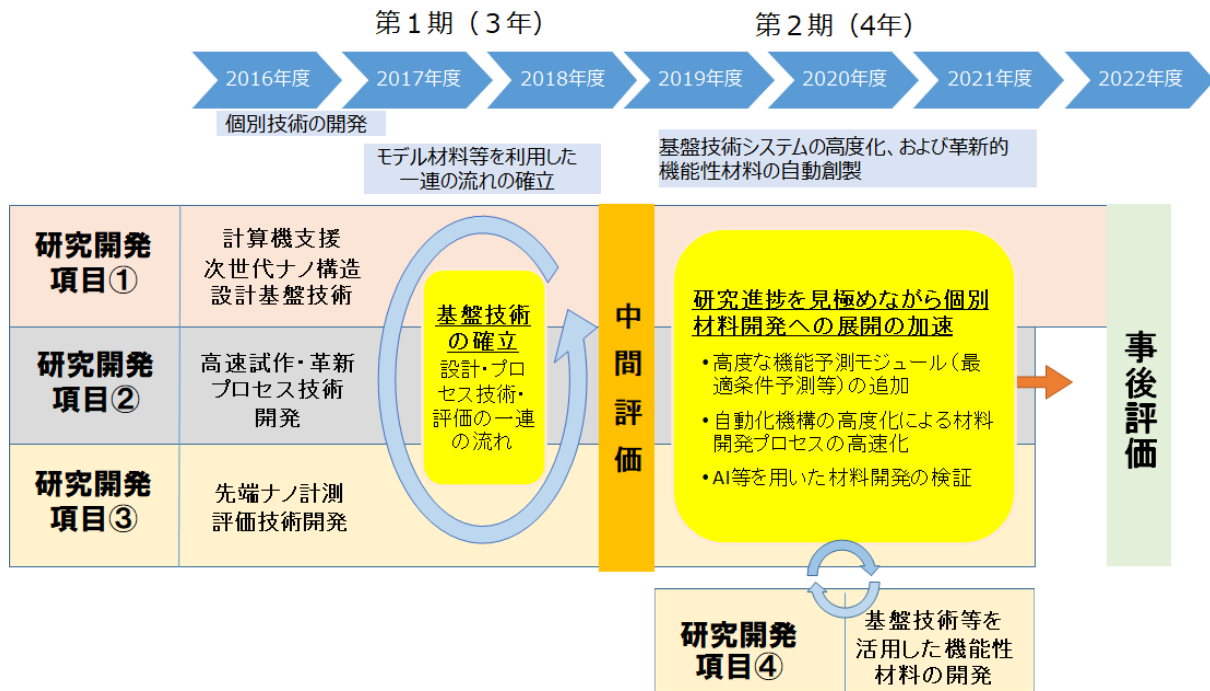 第1期（３年）
第２期（4年）
2016年度
2017年度
2018年度
2019年度
2020年度
2021年度
2022年度
個別技術の開発
モデル材料等を利用した
一連の流れの確立
基盤技術システムの高度化、および革新的
機能性材料の自動創製
研究開発
項目①
計算機支援
次世代ナノ構造
設計基盤技術
研究開発
項目②
高速試作・革新
プロセス技術
開発
研究開発
項目③
先端ナノ計測
評価技術開発
基盤技術
の確立
設計・プロ
セス技術・
評価の一連
の流れ
中
間
評
価
研究進捗を見極めながら個別
材料開発への展開の加速
・高度な機能予測モジュール（最
適条件予測等）の追加
・自動化機構の高度化による材料
開発プロセスの高速化
・AI等を用いた材料開発の検証
事
後
評
価
研究開発
項目④
基盤技術等を
活用した機能性
材料の開発